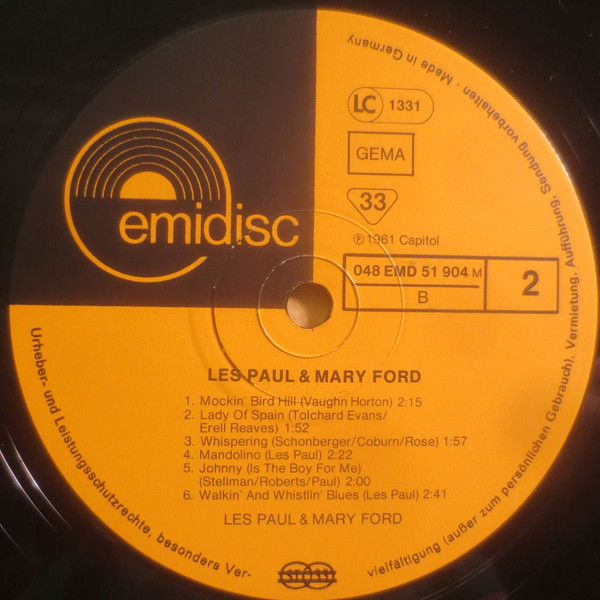 emidisc
LC 1331
GEMA
33
Ⓟ1961 Capitol
048 EMD 51 904 M
B
2
LES PAUL & MARY FORD
1. Mockin' Bird Hill (Vaughn Horton) 2:15
2. Lady Of Spain (Tolchard Evans/
Erell Reaves) 1:52
3. Whispering (Schonberger/Coburn/Rose) 1:57
4. Mandolino (Les Paul) 2:22
5. Johnny (Is The Boy For Me)
(Stellman/Roberts/Paul) 2:00
6. Walkin' And Whistlin' Blues (Les Paul) 2:41
LES PAUL & MARY FORD
Urheber- und Leistungsschutzrechte, besonders Ver-
vielfältigung (außer zum persönlichen Gebrauch), Vermietung, Aufführung, Sendung vorbehalten · Made in Germany